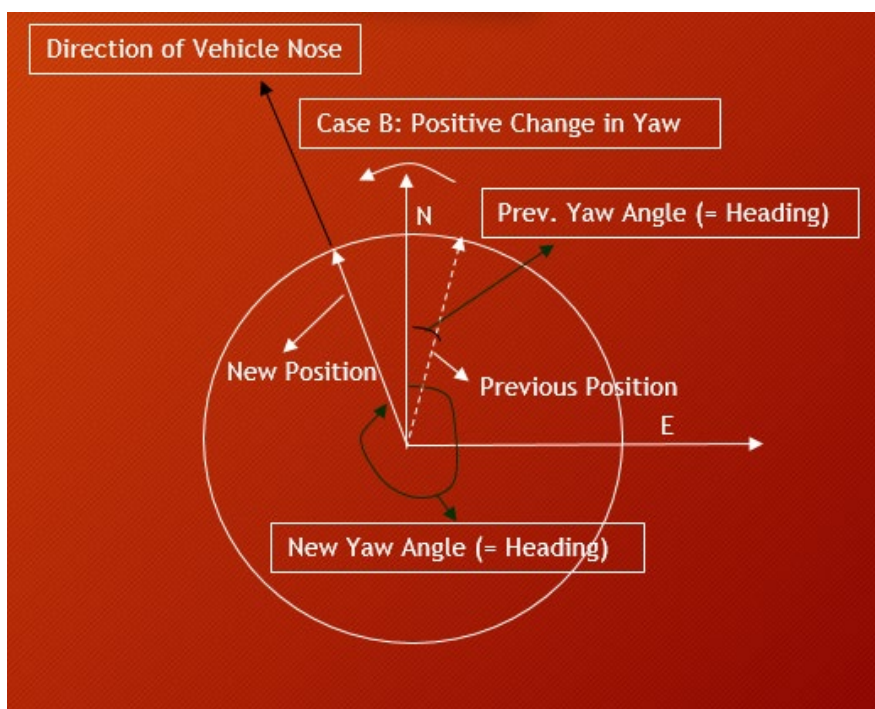 Direction of Vehicle Nose
Case B: Positive Change in Yaw
N
Prev. Yaw Angle (= Heading)
New Position
Previous Position
E
New Yaw Angle (= Heading)